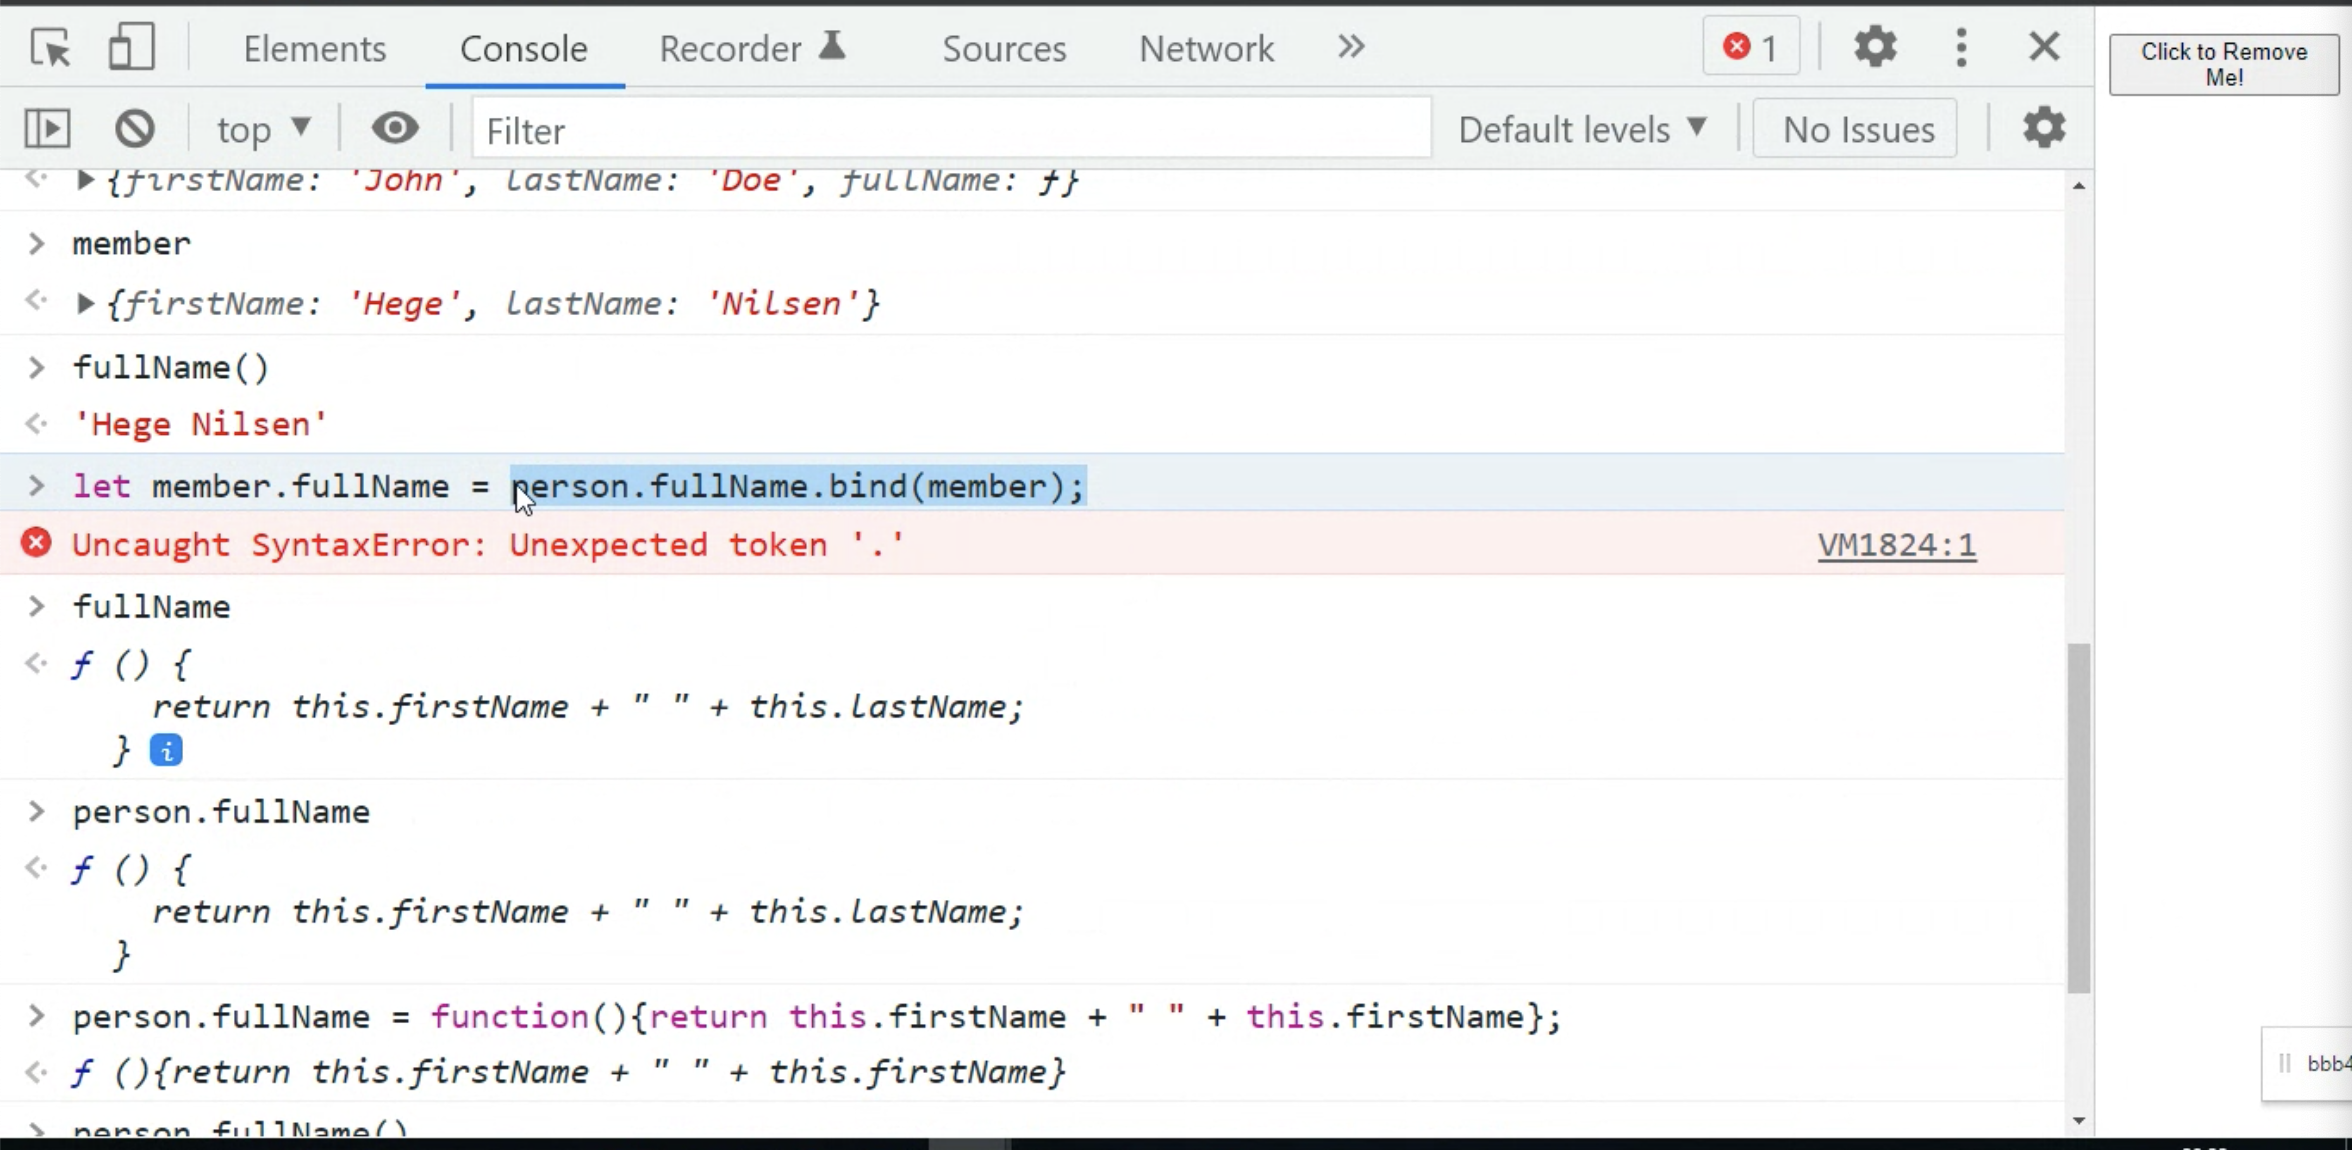 Elements Console Recorder Sources Network » 1
Click to Remove
Me!
top ▼ Filter Default levels ▼ No Issues
{firstName: 'John', lastName: 'Doe', fullName: ƒ}
> member
{firstName: 'Hege', lastName: 'Nilsen'}
> fullName()
'Hege Nilsen'
> let member.fullName = person.fullName.bind(member);
Uncaught SyntaxError: Unexpected token '.' VM1824:1
> fullName
ƒ () {
return this.firstName + " " + this.lastName;
} i
> person.fullName
ƒ () {
return this.firstName + " " + this.lastName;
}
> person.fullName = function(){return this.firstName + " " + this.firstName};
ƒ (){return this.firstName + " " + this.firstName}
bbb4
> person.fullName()